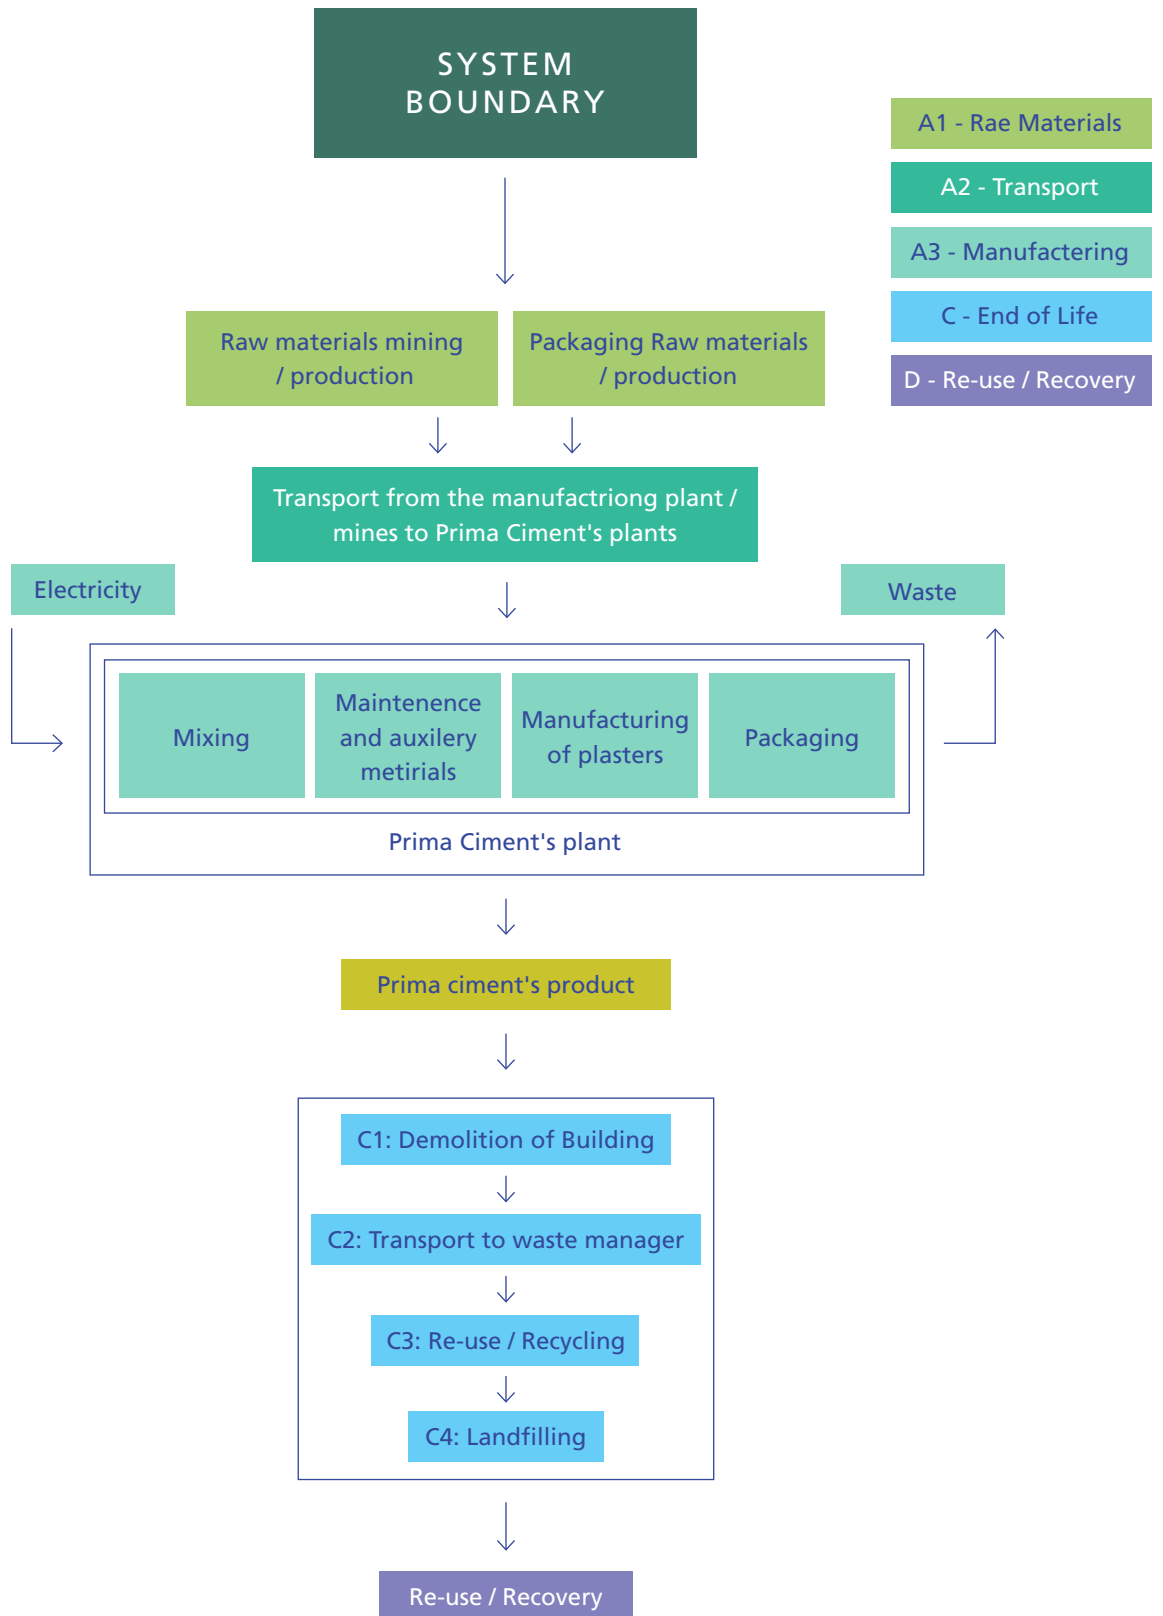 SYSTEM
BOUNDARY
A1 - Rae Materials
A2 - Transport
A3 - Manufactering
C - End of Life
D - Re-use / Recovery
Raw materials mining
/ production
Packaging Raw materials
/ production
Transport from the manufactriong plant /
mines to Prima Ciment's plants
Electricity
Waste
Mixing
Maintenence
and auxilery
metirials
Manufacturing
of plasters
Packaging
Prima Ciment's plant
Prima ciment's product
C1: Demolition of Building
C2: Transport to waste manager
C3: Re-use / Recycling
C4: Landfilling
Re-use / Recovery